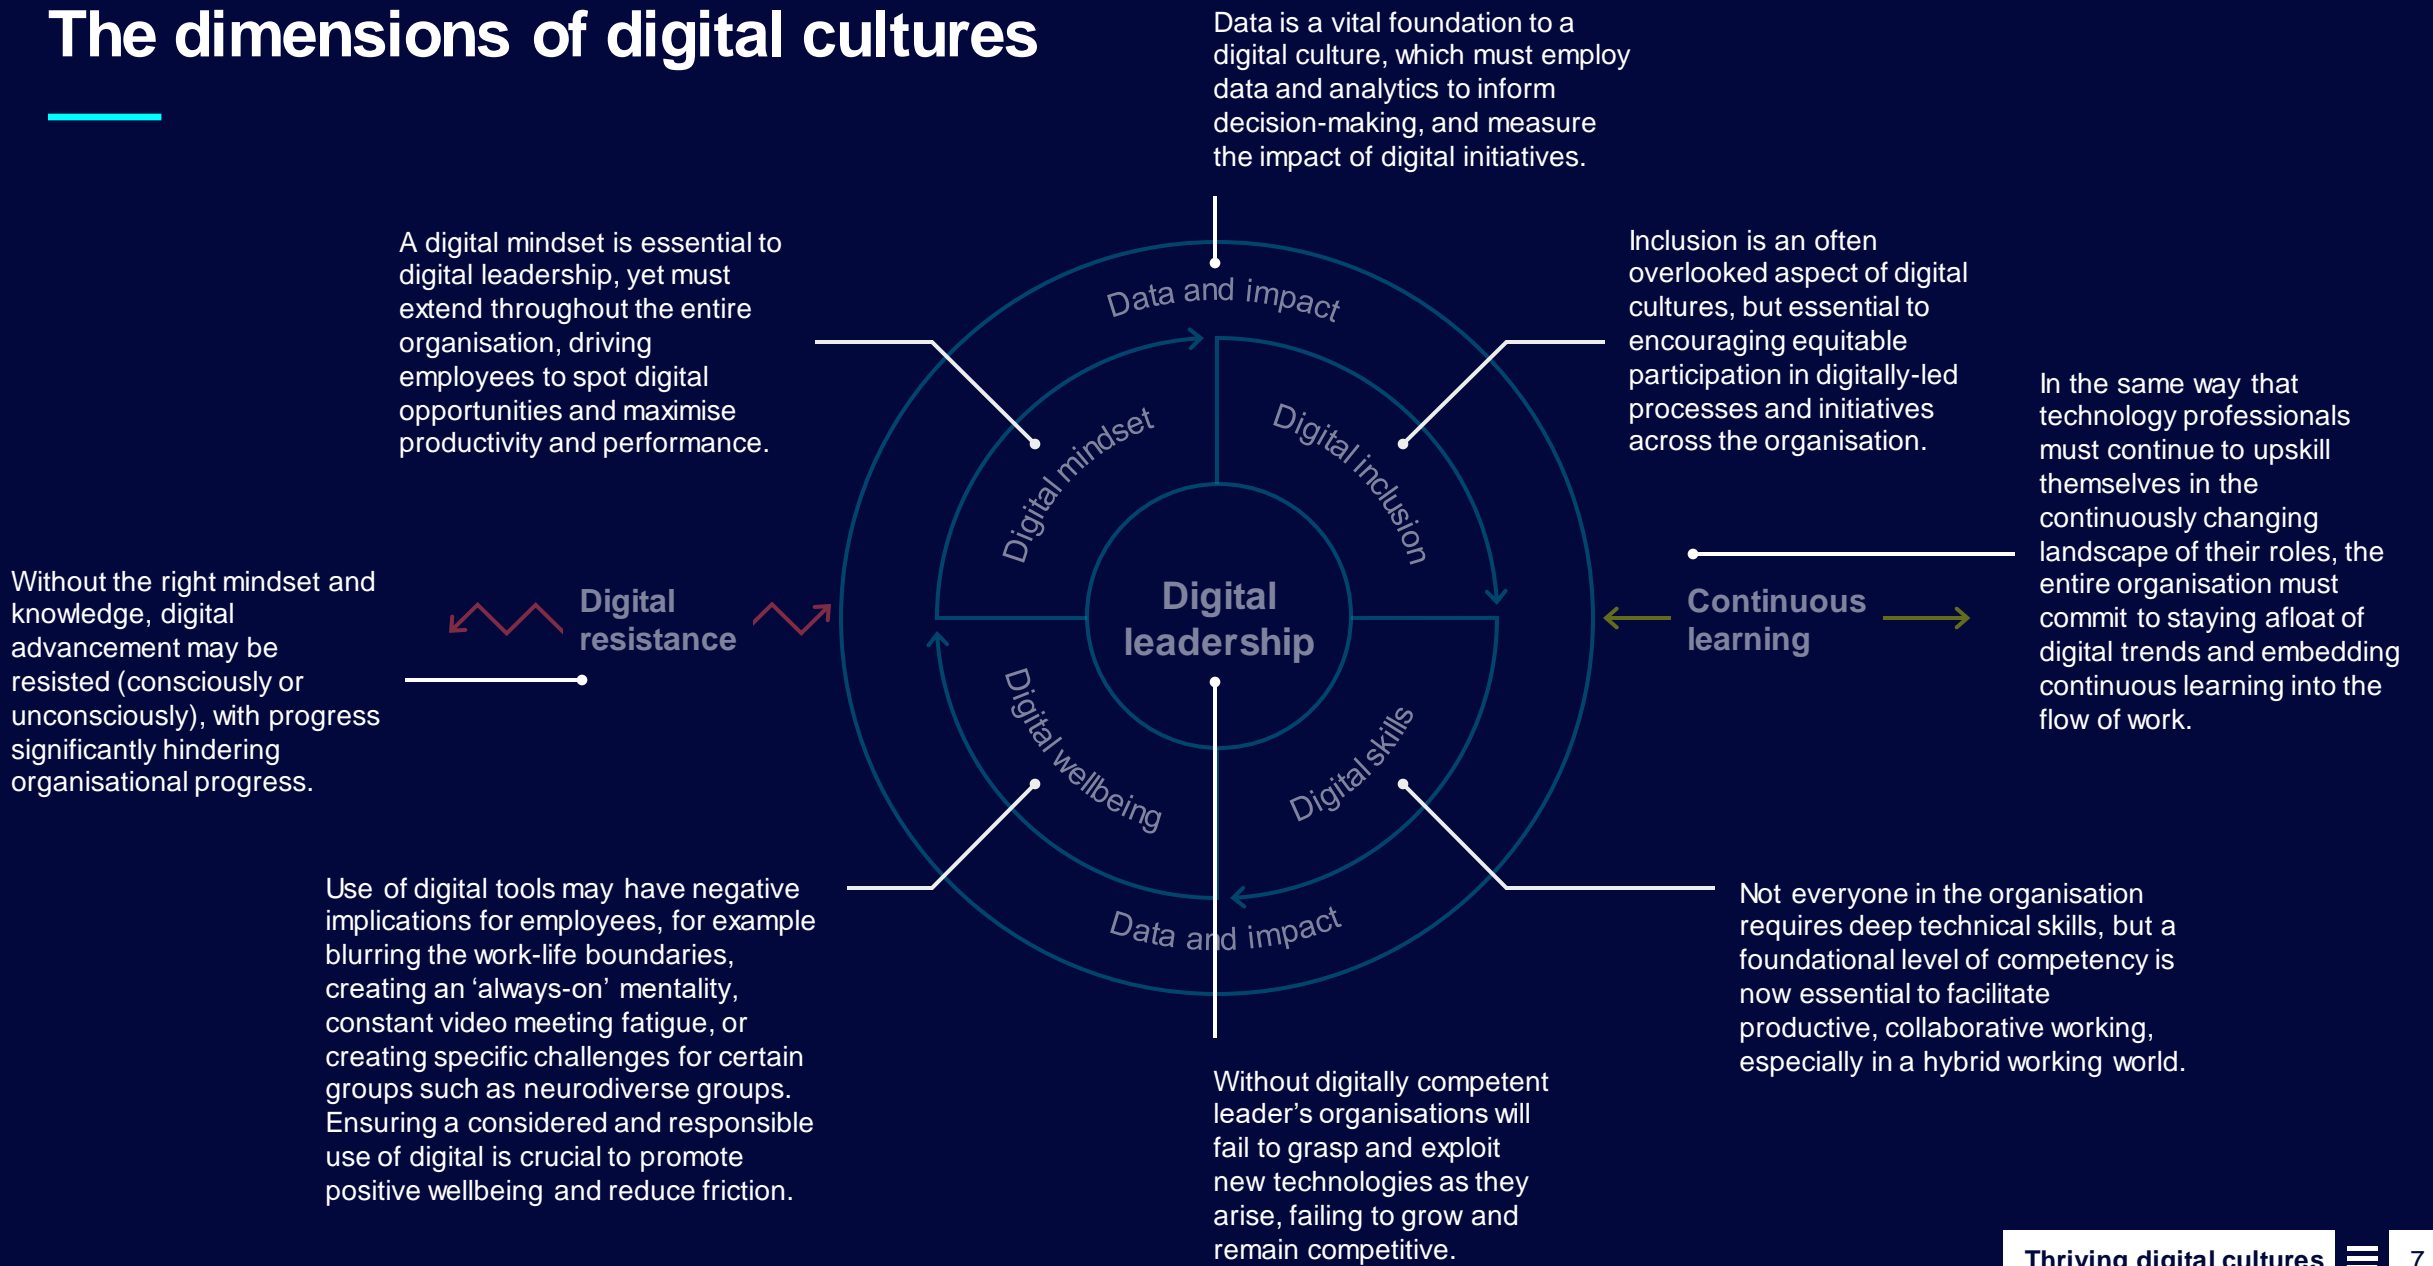 The dimensions of digital cultures
Data is a vital foundation to a
digital culture, which must employ
data and analytics to inform
decision-making, and measure
the impact of digital initiatives.
A digital mindset is essential to
digital leadership, yet must
extend throughout the entire
organisation, driving
employees to spot digital
opportunities and maximise
productivity and performance.
Inclusion is an often
overlooked aspect of digital
cultures, but essential to
encouraging equitable
participation in digitally-led
processes and initiatives
across the organisation.
In the same way that
technology professionals
must continue to upskill
themselves in the
continuously changing
landscape of their roles, the
entire organisation must
commit to staying afloat of
digital trends and embedding
continuous learning into the
flow of work.
Without the right mindset and
knowledge, digital
advancement may be
resisted (consciously or
unconsciously), with progress
significantly hindering
organisational progress.
Digital
resistance
Data and impact
Digital mindset
Digital inclusion
Digital
leadership
Digital wellbeing
Digital skills
Data and impact
Continuous
learning
Use of digital tools may have negative
implications for employees, for example
blurring the work-life boundaries,
creating an ‘always-on’ mentality,
constant video meeting fatigue, or
creating specific challenges for certain
groups such as neurodiverse groups.
Ensuring a considered and responsible
use of digital is crucial to promote
positive wellbeing and reduce friction.
Without digitally competent
leader’s organisations will
fail to grasp and exploit
new technologies as they
arise, failing to grow and
remain competitive.
Not everyone in the organisation
requires deep technical skills, but a
foundational level of competency is
now essential to facilitate
productive, collaborative working,
especially in a hybrid working world.
Thriving digital cultures
7